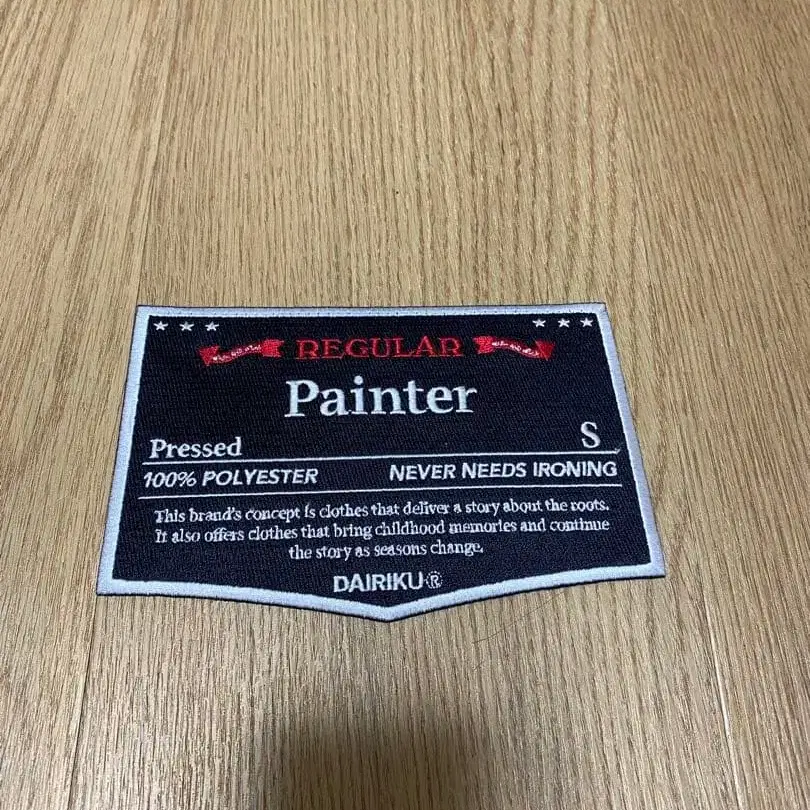 REGULAR
Painter
Pressed S
100% POLYESTER NEVER NEEDS IRONING
This brand's concept is clothes that deliver a story about the roots.
It also offers clothes that bring childhood memories and continue
the story as seasons change.
DAIRIKU®